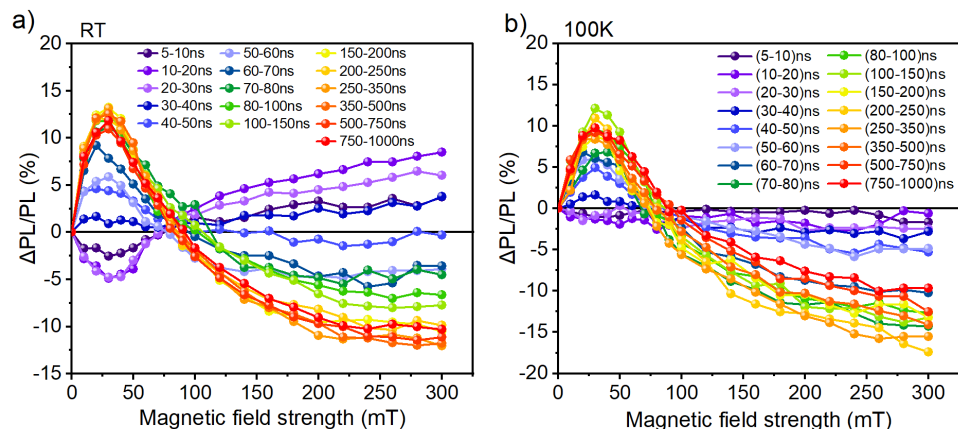 a) RT
20
15
10
5
0
-5
-10
-15
0 50 100 150 200 250 300
ΔPL/PL (%)
Magnetic field strength (mT)
5-10ns
10-20ns
20-30ns
30-40ns
40-50ns
50-60ns
60-70ns
70-80ns
80-100ns
100-150ns
150-200ns
200-250ns
250-350ns
350-500ns
500-750ns
750-1000ns
b) 100K
20
15
10
5
0
-5
-10
-15
-20
0 50 100 150 200 250 300
ΔPL/PL (%)
Magnetic field strength (mT)
(5-10)ns
(10-20)ns
(20-30)ns
(30-40)ns
(40-50)ns
(50-60)ns
(60-70)ns
(70-80)ns
(80-100)ns
(100-150)ns
(150-200)ns
(200-250)ns
(250-350)ns
(350-500)ns
(500-750)ns
(750-1000)ns